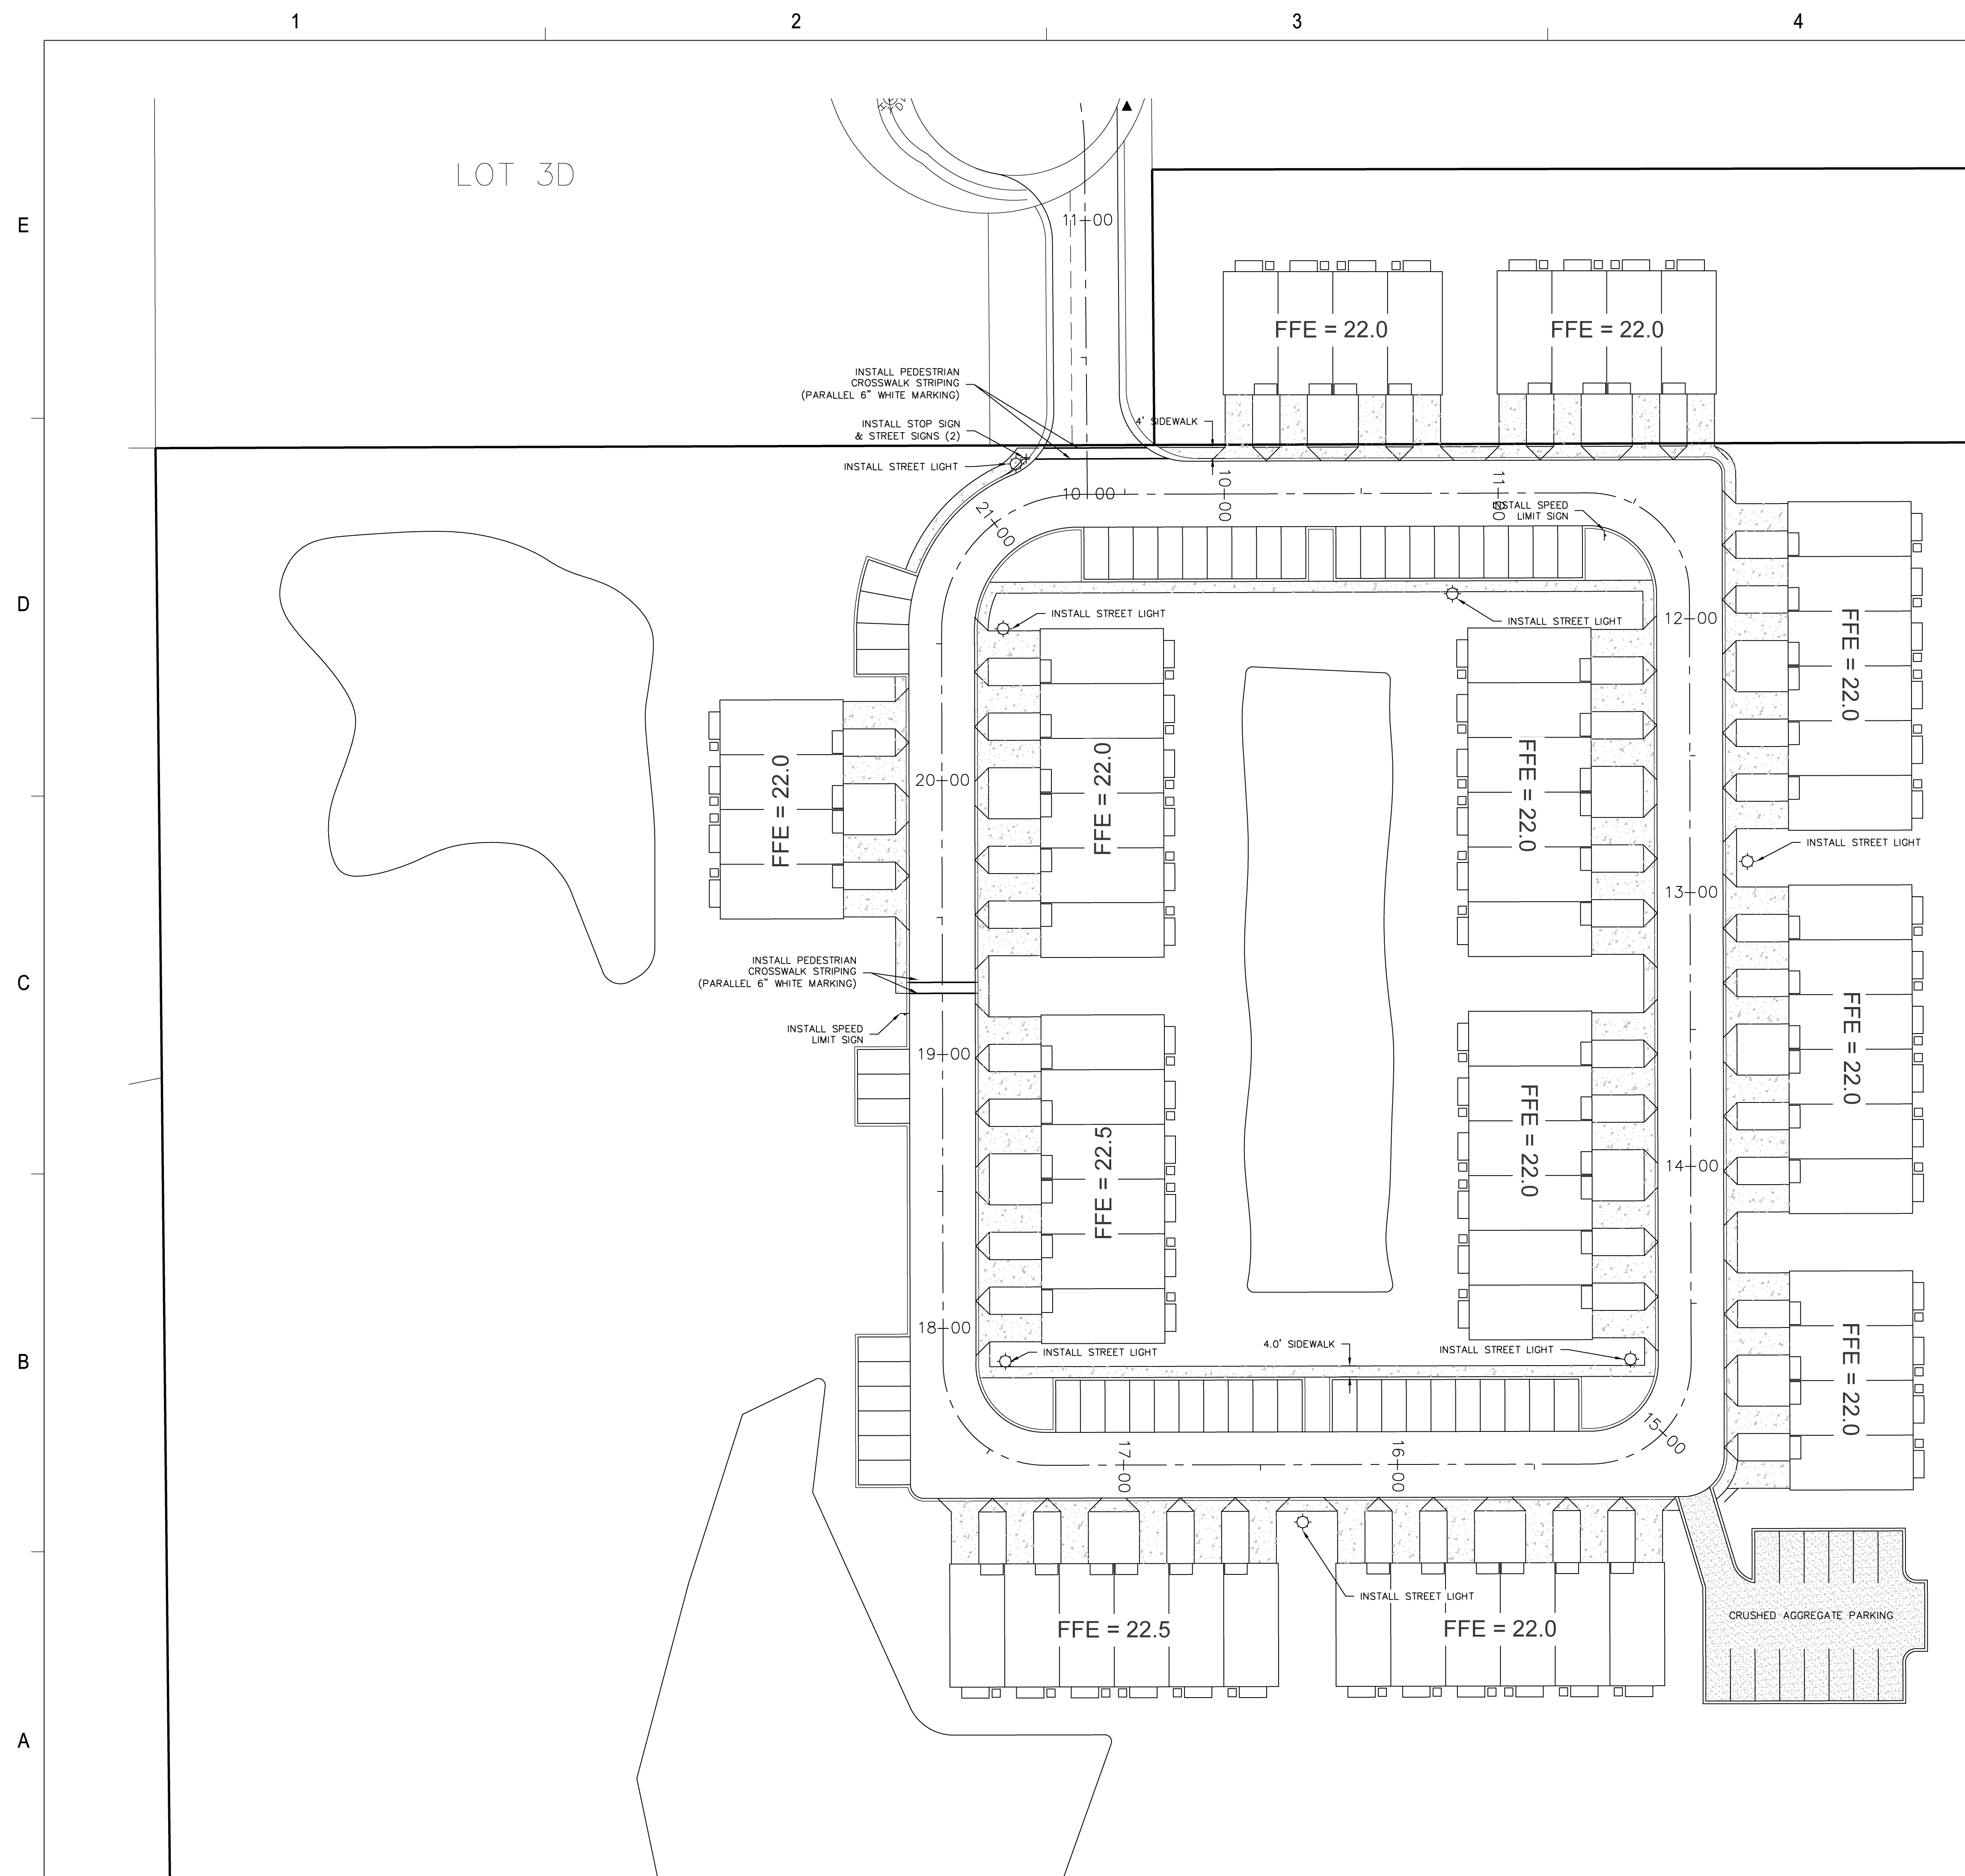 1
2
3
4
E
D
C
B
A
LOT 3D
11+00
FFE = 22.0
FFE = 22.0
INSTALL PEDESTRIAN
CROSSWALK STRIPING
(PARALLEL 6" WHITE MARKING)
4' SIDEWALK
INSTALL STOP SIGN
& STREET SIGNS (2)
INSTALL STREET LIGHT
10+00
10+00
11+00
INSTALL SPEED
LIMIT SIGN
21+00
INSTALL STREET LIGHT
INSTALL STREET LIGHT
12+00
FFE = 22.0
FFE = 22.0
20+00
FFE = 22.0
FFE = 22.0
INSTALL STREET LIGHT
13+00
INSTALL PEDESTRIAN
CROSSWALK STRIPING
(PARALLEL 6" WHITE MARKING)
INSTALL SPEED
LIMIT SIGN
19+00
FFE = 22.0
FFE = 22.5
FFE = 22.0
14+00
18+00
INSTALL STREET LIGHT
4.0' SIDEWALK
INSTALL STREET LIGHT
FFE = 22.0
15+00
17+00
16+00
INSTALL STREET LIGHT
FFE = 22.5
FFE = 22.0
CRUSHED AGGREGATE PARKING